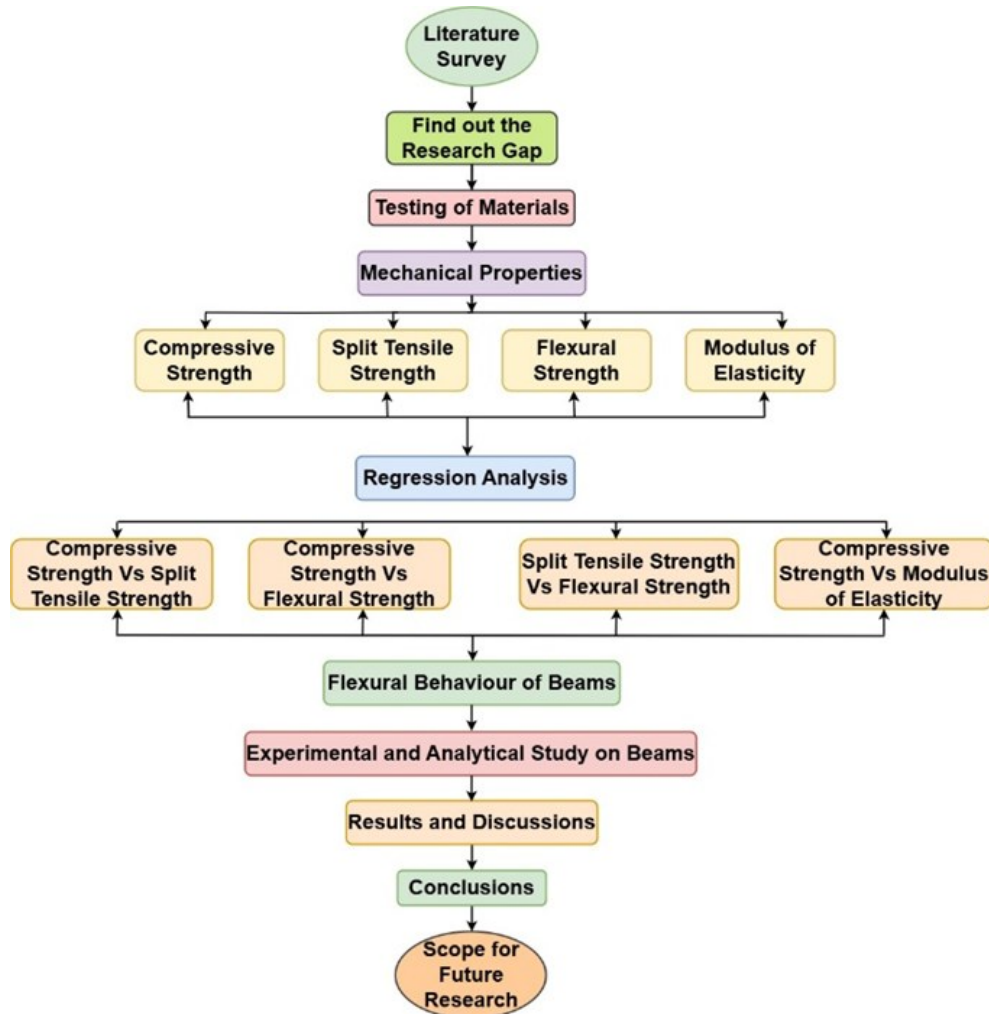 Literature
Survey
Find out the
Research Gap
Testing of Materials
Mechanical Properties
Compressive
Strength
Split Tensile
Strength
Flexural
Strength
Modulus of
Elasticity
Regression Analysis
Compressive
Strength Vs Split
Tensile Strength
Compressive
Strength Vs
Flexural Strength
Split Tensile Strength
Vs Flexural Strength
Compressive
Strength Vs Modulus
of Elasticity
Flexural Behaviour of Beams
Experimental and Analytical Study on Beams
Results and Discussions
Conclusions
Scope for
Future
Research